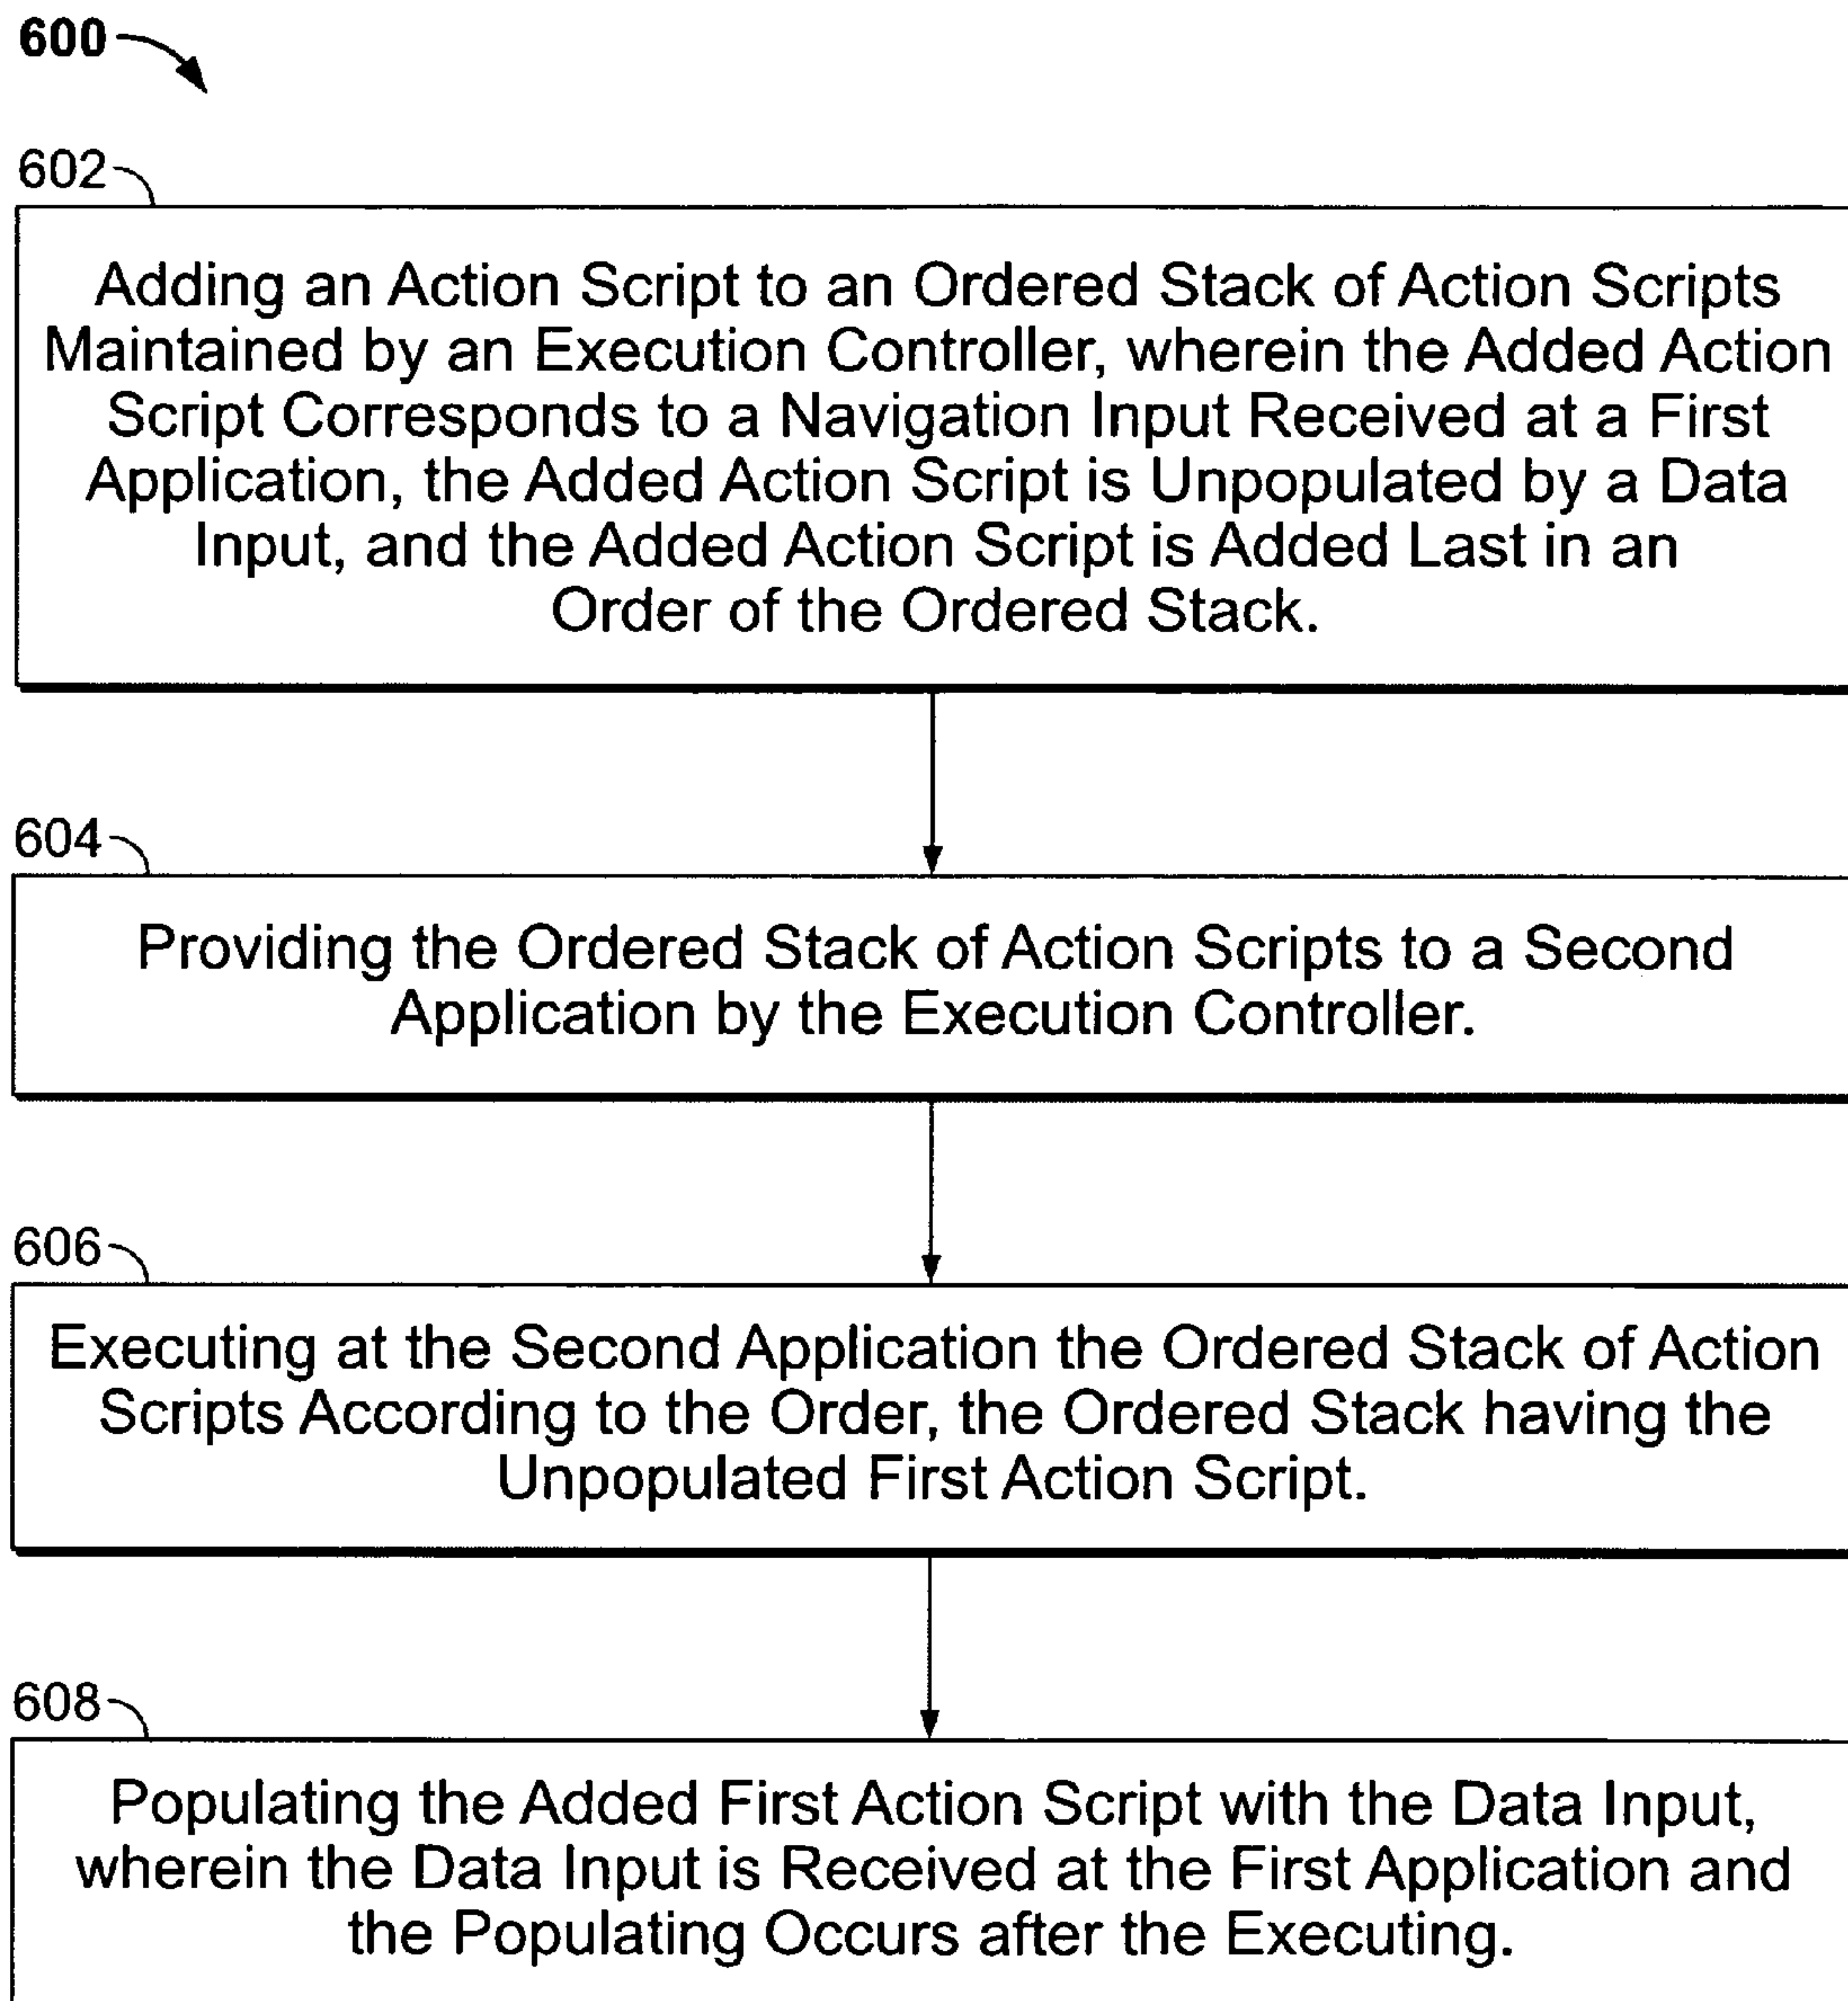 600
602
Adding an Action Script to an Ordered Stack of Action Scripts
Maintained by an Execution Controller, wherein the Added Action
Script Corresponds to a Navigation Input Received at a First
Application, the Added Action Script is Unpopulated by a Data
Input, and the Added Action Script is Added Last in an
Order of the Ordered Stack.
604
Providing the Ordered Stack of Action Scripts to a Second
Application by the Execution Controller.
606
Executing at the Second Application the Ordered Stack of Action
Scripts According to the Order, the Ordered Stack having the
Unpopulated First Action Script.
608
Populating the Added First Action Script with the Data Input,
wherein the Data Input is Received at the First Application and
the Populating Occurs after the Executing.